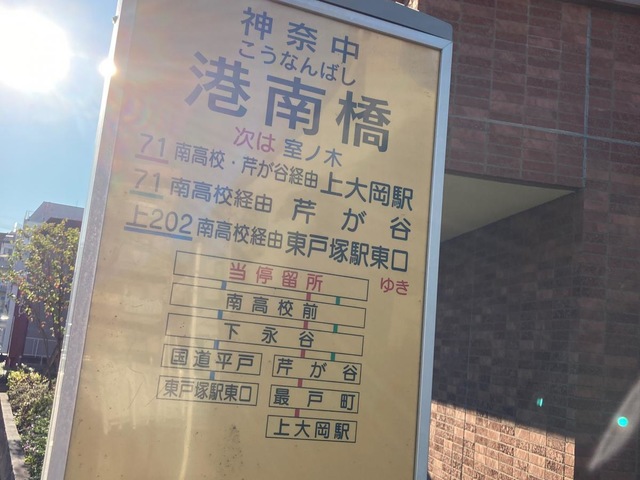 神奈中
こうなんばし
港南橋
次は 室ノ木
71 南高校・芹が谷経由 上大岡駅
71 南高校経由 芹が谷
上202 南高校経由 東戸塚駅東口
ゆき
当停留所
南高校前
下永谷
国道平戸 芹が谷
東戸塚駅東口 最戸町
上大岡駅